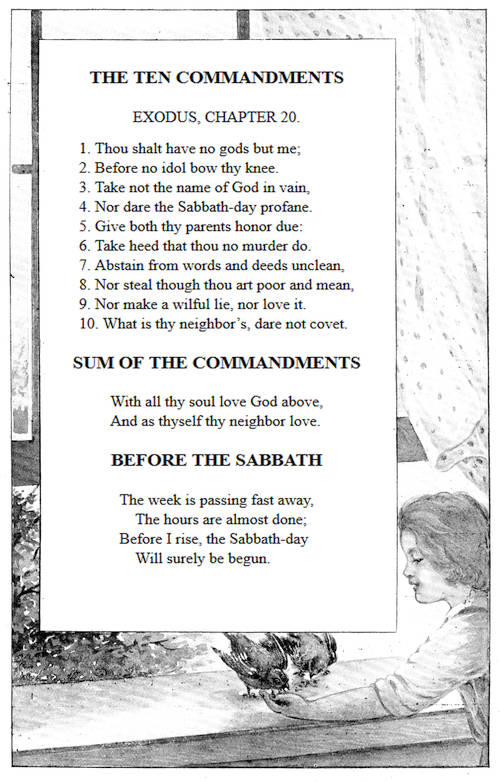 THE TEN COMMANDMENTS
EXODUS, CHAPTER 20.
1. Thou shalt have no gods but me;
2. Before no idol bow thy knee.
3. Take not the name of God in vain,
4. Nor dare the Sabbath-day profane.
5. Give both thy parents honor due:
6. Take heed that thou no murder do.
7. Abstain from words and deeds unclean,
8. Nor steal though thou art poor and mean,
9. Nor make a wilful lie, nor love it.
10. What is thy neighbor’s, dare not covet.
SUM OF THE COMMANDMENTS
With all thy soul love God above,
And as thyself thy neighbor love.
BEFORE THE SABBATH
The week is passing fast away,
The hours are almost done;
Before I rise, the Sabbath-day
Will surely be begun.